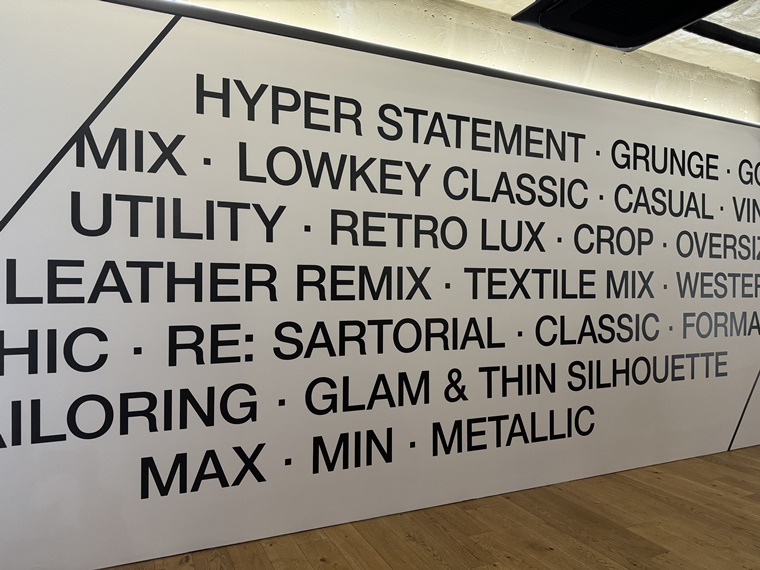 HYPER STATEMENT · GRUNGE ·
MIX · LOWKEY CLASSIC · CASUAL ·
UTILITY · RETRO LUX · CROP ·
LEATHER REMIX · TEXTILE MIX ·
· RE: SARTORIAL · CLASSIC ·
· GLAM & THIN SILHOUETTE
MAX · MIN · METALLIC